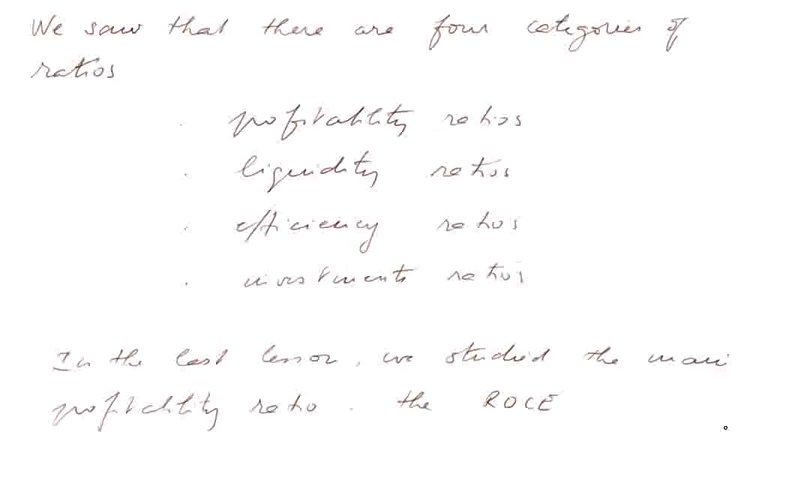 We saw that there are four categories of
ratios
. profitability ratios
. liquidity ratios
. efficiency ratios
. investments ratios
In the last lesson, we studied the main
profitability ratio. the ROCE